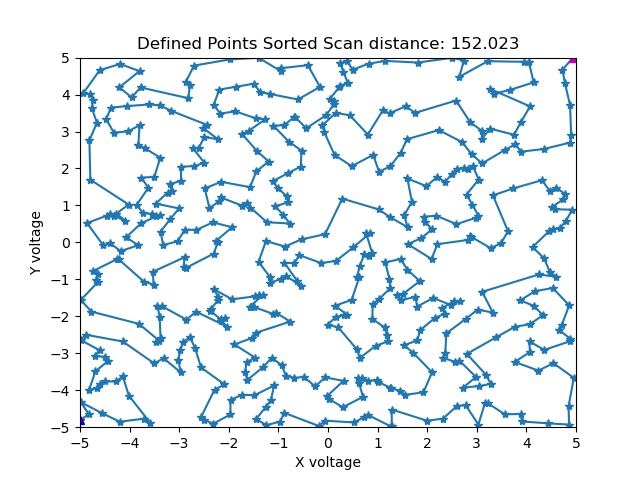 Defined Points Sorted Scan distance: 152.023
5
4
3
2
1
0
−1
−2
−3
−4
−5
Y voltage
−5 −4 −3 −2 −1 0 1 2 3 4 5
X voltage